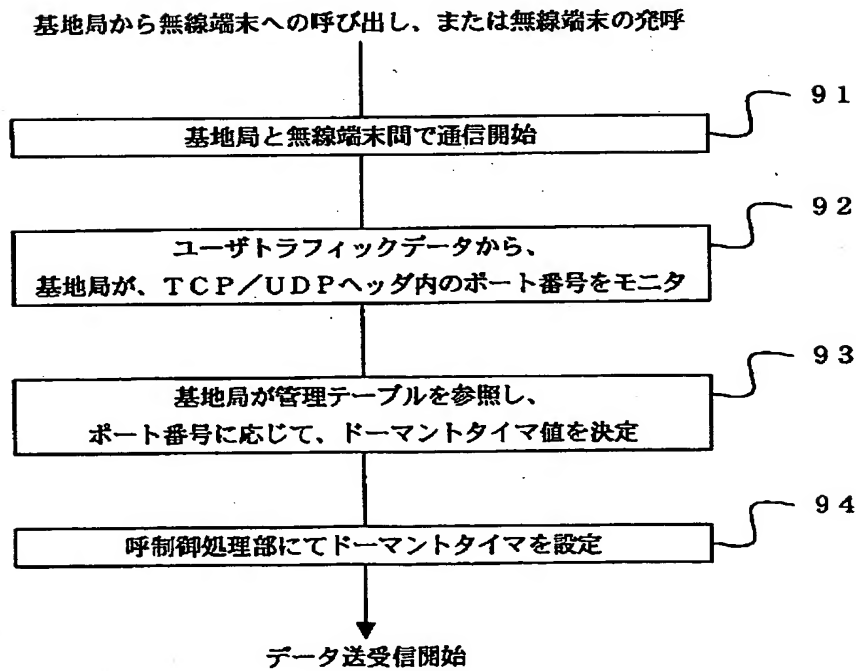 基地局から無線端末への呼び出し、または無線端末の発呼
91
基地局と無線端末間で通信開始
92
ユーザトラフィックデータから、
基地局が、TCP/UDPヘッダ内のポート番号をモニタ
93
基地局が管理テーブルを参照し、
ポート番号に応じて、ドーマントタイマ値を決定
94
呼制御処理部にてドーマントタイマを設定
データ送受信開始